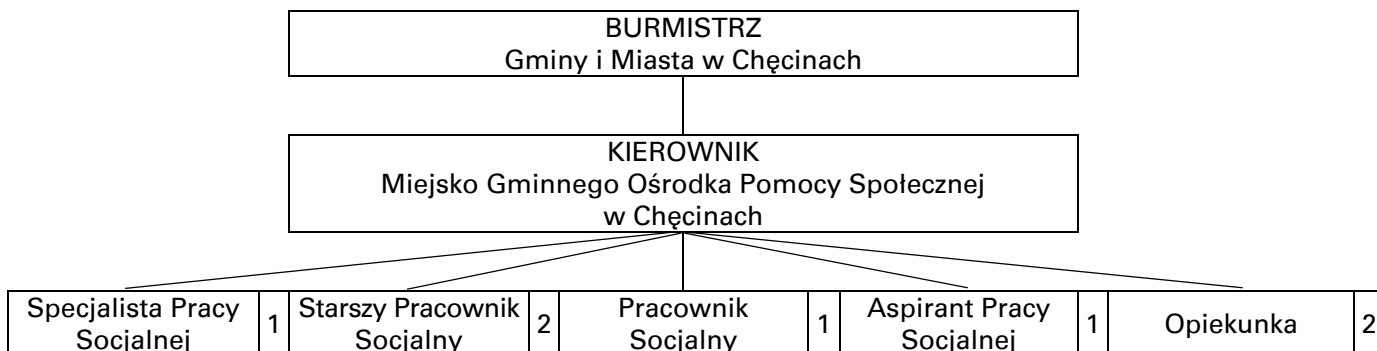 BURMISTRZ
Gminy i Miasta w Chęcinach
KIEROWNIK
Miejsko Gminnego Ośrodka Pomocy Społecznej
w Chęcinach
Specjalista Pracy
Socjalnej
1
Starszy Pracownik
Socjalny
2
Pracownik
Socjalny
1
Aspirant Pracy
Socjalnej
1
Opiekunka
2